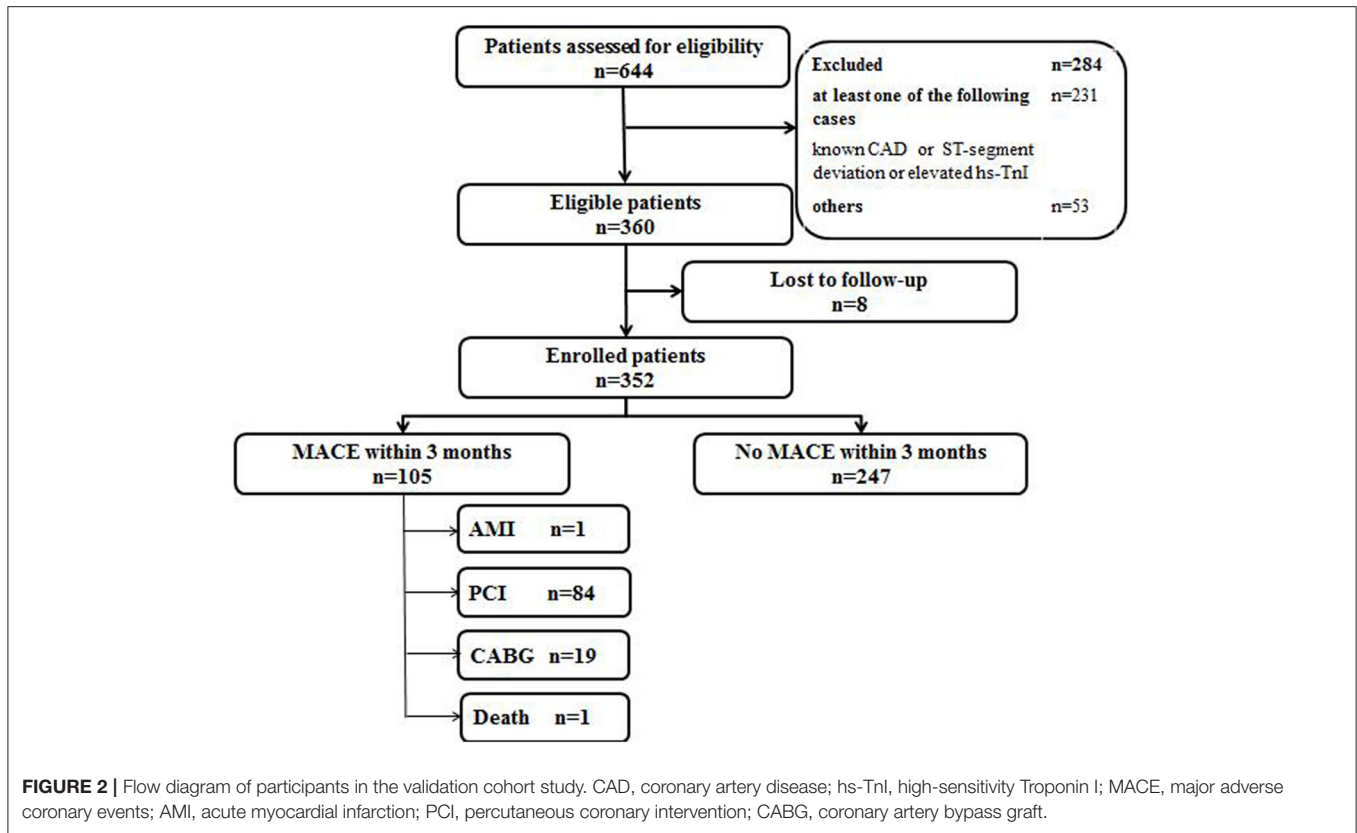 Patients assessed for eligibility
n=644
Excluded n=284
at least one of the following n=231
cases
known CAD or ST-segment
deviation or elevated hs-TnI
others n=53
Eligible patients
n=360
Lost to follow-up
n=8
Enrolled patients
n=352
MACE within 3 months
n=105
No MACE within 3 months
n=247
AMI n=1
PCI n=84
CABG n=19
Death n=1
FIGURE 2 | Flow diagram of participants in the validation cohort study. CAD, coronary artery disease; hs-TnI, high-sensitivity Troponin I; MACE, major adverse
coronary events; AMI, acute myocardial infarction; PCI, percutaneous coronary intervention; CABG, coronary artery bypass graft.